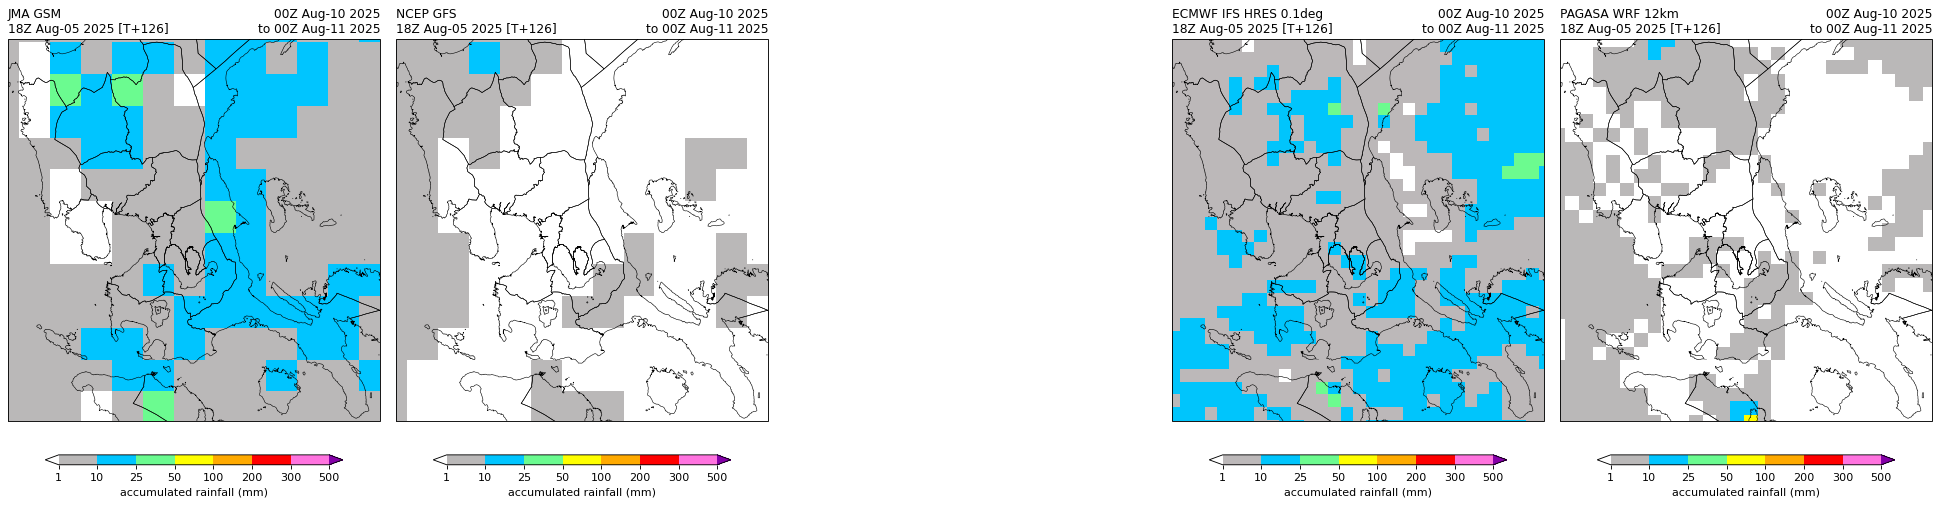 JMA GSM 00Z Aug-10 2025
18Z Aug-05 2025 [T+126] to 00Z Aug-11 2025
1 10 25 50 100 200 300 500
accumulated rainfall (mm)
NCEP GFS 00Z Aug-10 2025
18Z Aug-05 2025 [T+126] to 00Z Aug-11 2025
1 10 25 50 100 200 300 500
accumulated rainfall (mm)
ECMWF IFS HRES 0.1deg 00Z Aug-10 2025
18Z Aug-05 2025 [T+126] to 00Z Aug-11 2025
1 10 25 50 100 200 300 500
accumulated rainfall (mm)
PAGASA WRF 12km 00Z Aug-10 2025
18Z Aug-05 2025 [T+126] to 00Z Aug-11 2025
1 10 25 50 100 200 300 500
accumulated rainfall (mm)